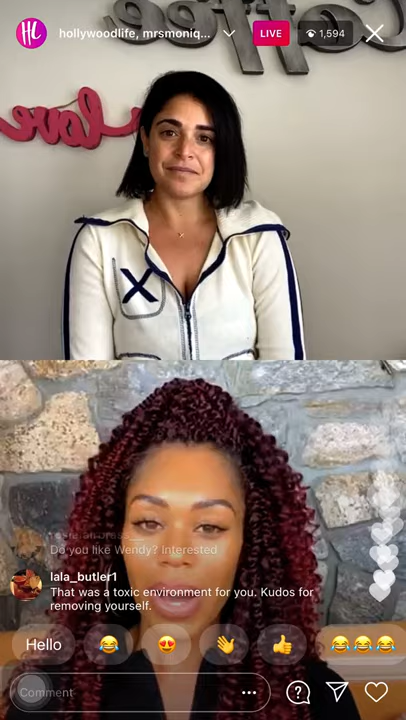 HL hollywoodlife, mrsmoniq... LIVE 1,594
Coffee
love
Do you like Wendy? Interested
lala_butler1
That was a toxic environment for you. Kudos for
removing yourself.
Hello
Comment